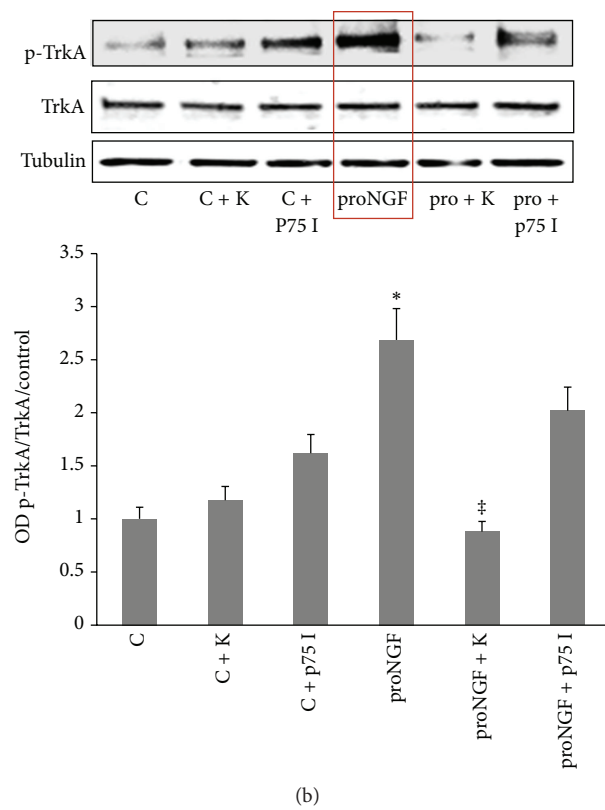 p-TrkA
TrkA
Tubulin
C
C + K
C +
P75 I
proNGF
pro + K
pro +
p75 I
3.5
3
2.5
2
1.5
1
0.5
0
OD p-TrkA/TrkA/control
*
‡
C
C + K
C + p75 I
proNGF
proNGF + K
proNGF + p75 I
(b)